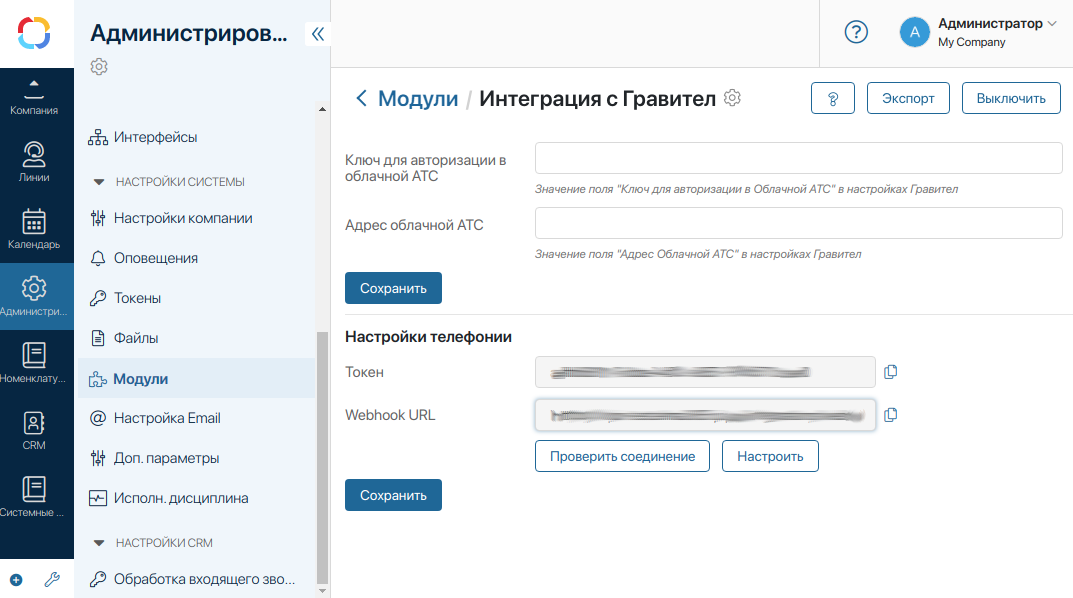 Компания
Линии
Календарь
Администри...
Номенклату...
CRM
Системные ...
Администриров...
Интерфейсы
НАСТРОЙКИ СИСТЕМЫ
Настройки компании
Оповещения
Токены
Файлы
Модули
Настройка Email
Доп. параметры
Исполн. дисциплина
НАСТРОЙКИ CRM
Обработка входящего зво...
?
А
Администратор
My Company
Модули / Интеграция с Гравител
?
Экспорт
Выключить
Ключ для авторизации в
облачной АТС
Значение поля "Ключ для авторизации в Облачной АТС" в настройках Гравител
Адрес облачной АТС
Значение поля "Адрес Облачной АТС" в настройках Гравител
Сохранить
Настройки телефонии
Токен
Webhook URL
Проверить соединение
Настроить
Сохранить